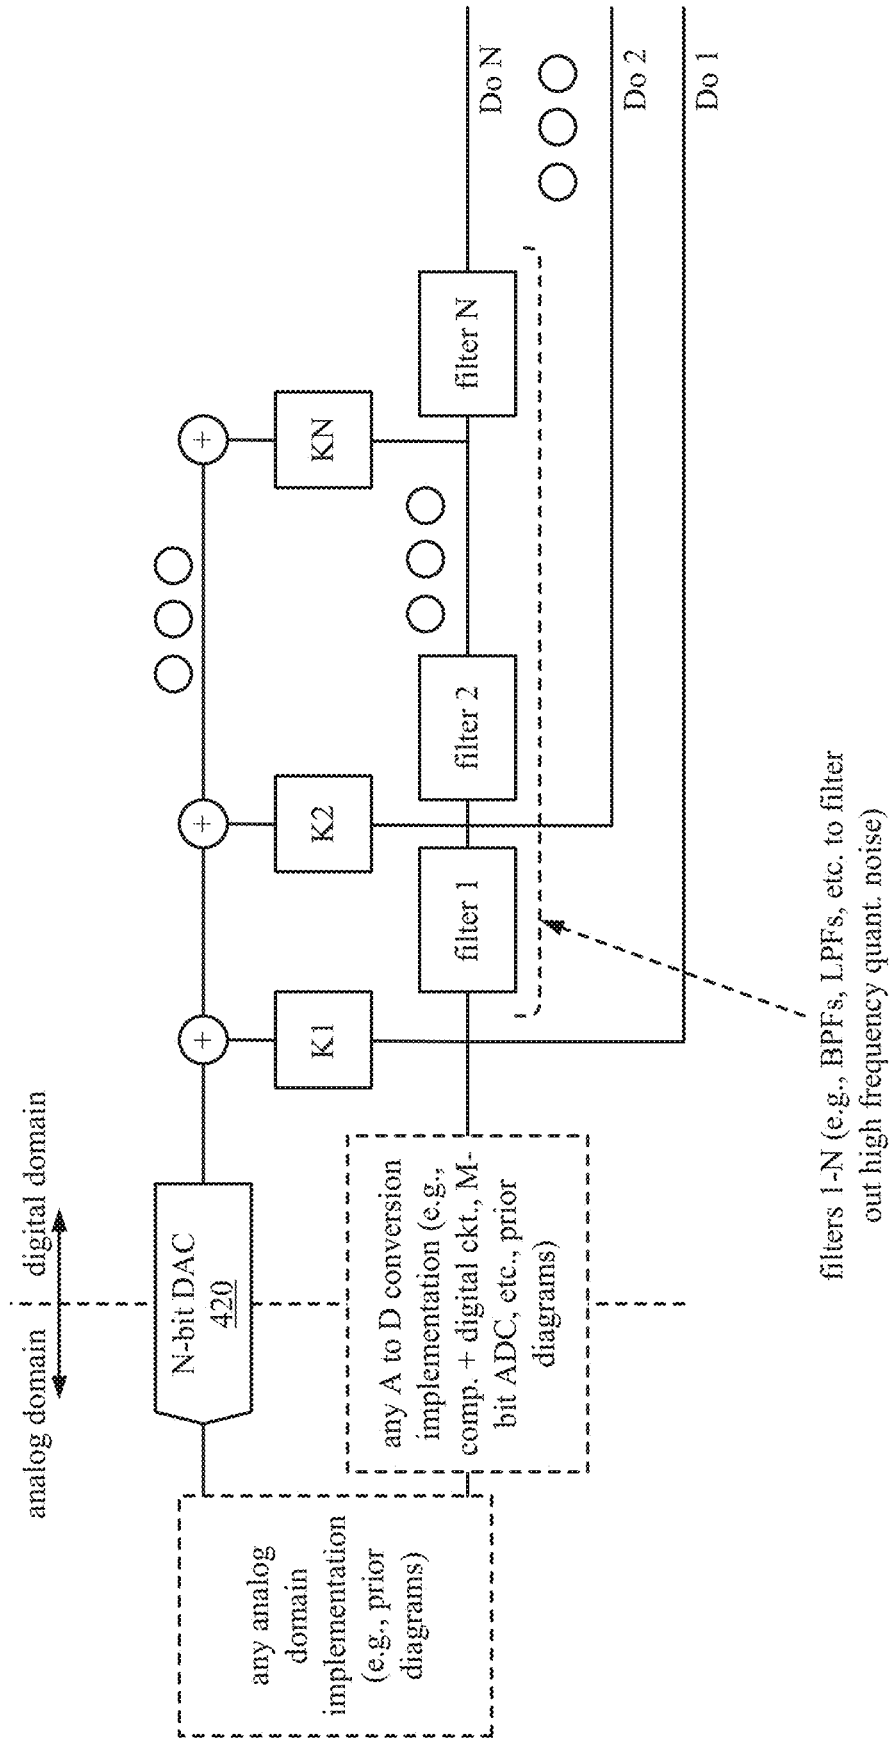 analog domain
digital domain
N-bit DAC
420
any analog
domain
implementation
(e.g., prior
diagrams)
any A to D conversion
implementation (e.g.,
comp. + digital ckt., M-
bit ADC, etc., prior
diagrams)
+
+
+
K1
K2
KN
filter 1
filter 2
filter N
Do N
Do 2
Do 1
filters 1-N (e.g., BPFs, LPFs, etc. to filter
out high frequency quant. noise)